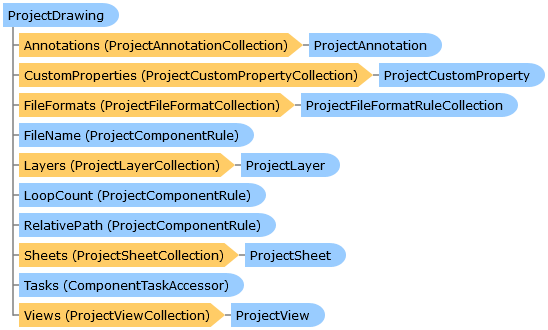 ProjectDrawing
Annotations (ProjectAnnotationCollection) ProjectAnnotation
CustomProperties (ProjectCustomPropertyCollection) ProjectCustomProperty
FileFormats (ProjectFileFormatCollection) ProjectFileFormatRuleCollection
FileName (ProjectComponentRule)
Layers (ProjectLayerCollection) ProjectLayer
LoopCount (ProjectComponentRule)
RelativePath (ProjectComponentRule)
Sheets (ProjectSheetCollection) ProjectSheet
Tasks (ComponentTaskAccessor)
Views (ProjectViewCollection) ProjectView